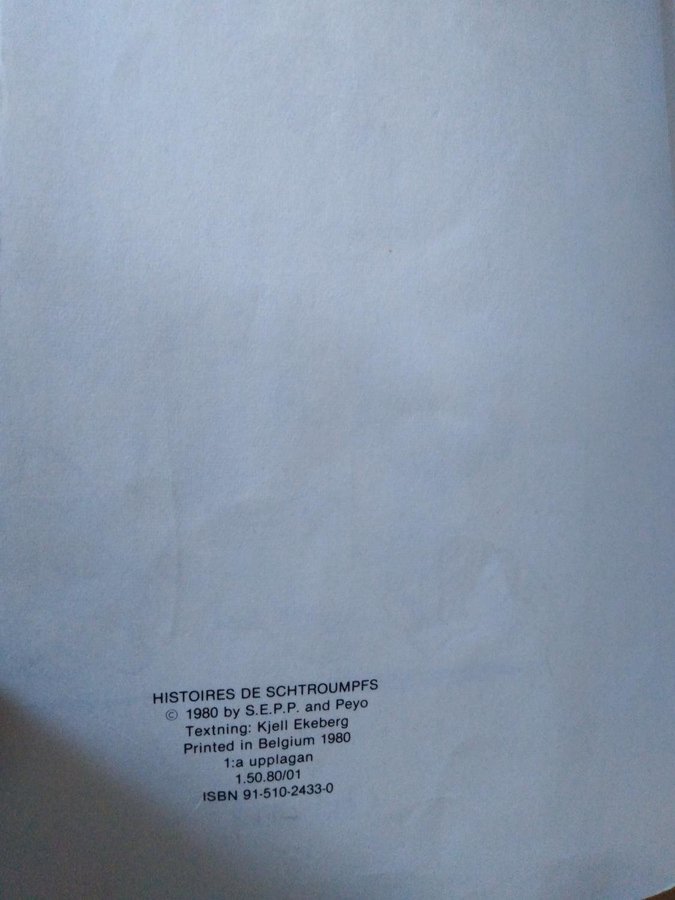 HISTOIRES DE SCHTROUMPFS
© 1980 by S.E.P.P. and Peyo
Textning: Kjell Ekeberg
Printed in Belgium 1980
1:a upplagan
1.50.80/01
ISBN 91-510-2433-0